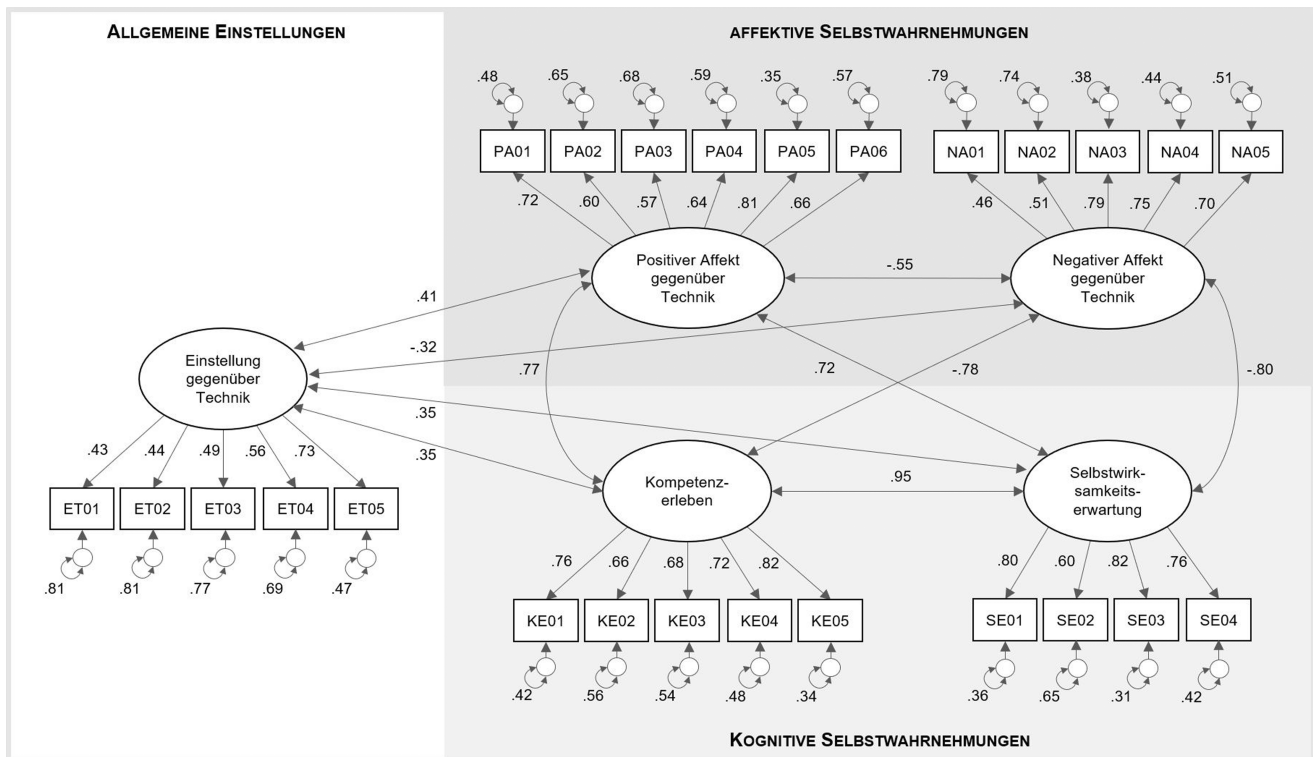 ALLGEMEINE EINSTELLUNGEN
AFFEKTIVE SELBSTWAHRNEHMUNGEN
.48 .65 .68 .59 .35 .57
.79 .74 .38 .44 .51
PA01 PA02 PA03 PA04 PA05 PA06
NA01 NA02 NA03 NA04 NA05
.72 .60 .57 .64 .81 .66
.46 .51 .79 .75 .70
Positiver Affekt
gegenüber
Technik
-.55
Negativer Affekt
gegenüber
Technik
.41
-.32
.77
.72
-.78
-.80
.35
.35
Einstellung
gegenüber
Technik
.43 .44 .49 .56 .73
ET01 ET02 ET03 ET04 ET05
.81 .81 .77 .69 .47
Kompetenz-
erleben
.95
Selbstwirk-
samkeits-
erwartung
.76 .66 .68 .72 .82
.80 .60 .82 .76
KE01 KE02 KE03 KE04 KE05
SE01 SE02 SE03 SE04
.42 .56 .54 .48 .34
.36 .65 .31 .42
KOGNITIVE SELBSTWAHRNEHMUNGEN